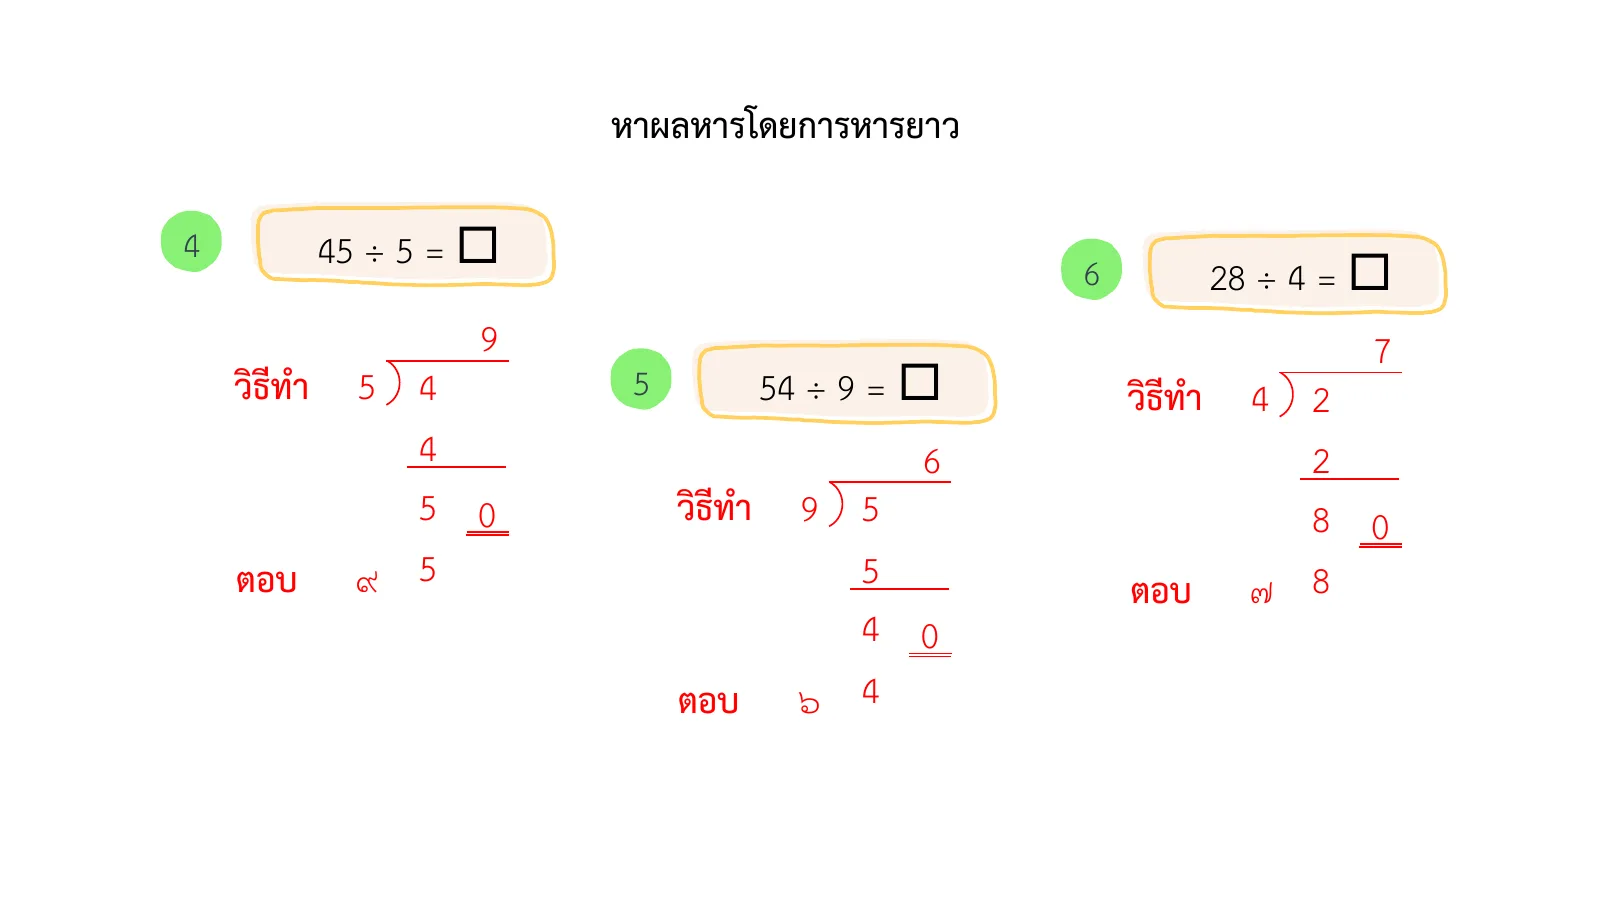 หาผลหารโดยการหารยาว
4
45 ÷ 5 = □
9
วิธีทำ 5 ) 4
4
5 0
5
ตอบ ๙
5
54 ÷ 9 = □
6
วิธีทำ 9 ) 5
5
4 0
4
ตอบ ๖
6
28 ÷ 4 = □
7
วิธีทำ 4 ) 2
2
8 0
8
ตอบ ๗